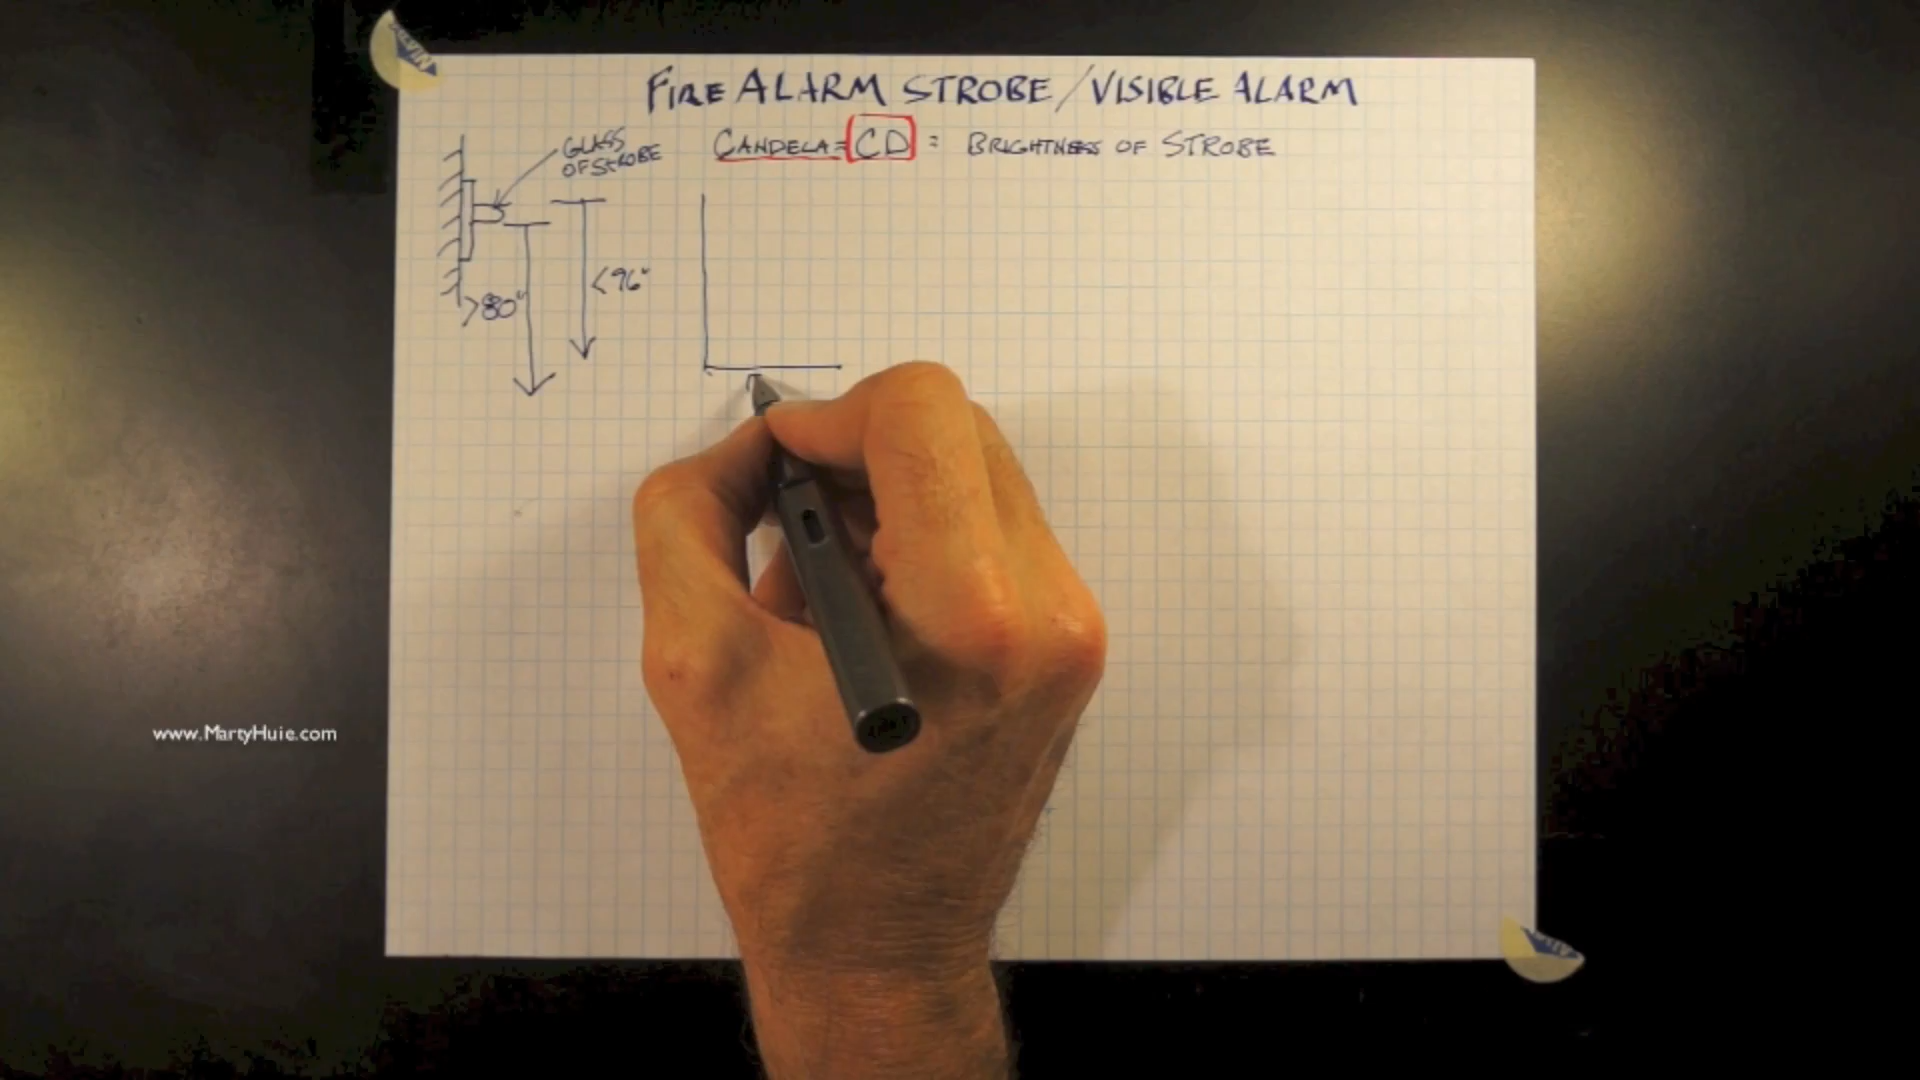 FIRE ALARM STROBE / VISIBLE ALARM
CANDELA = CD = BRIGHTNESS OF STROBE
GLASS
OF STROBE
<96"
>80"
www.MartyHuie.com